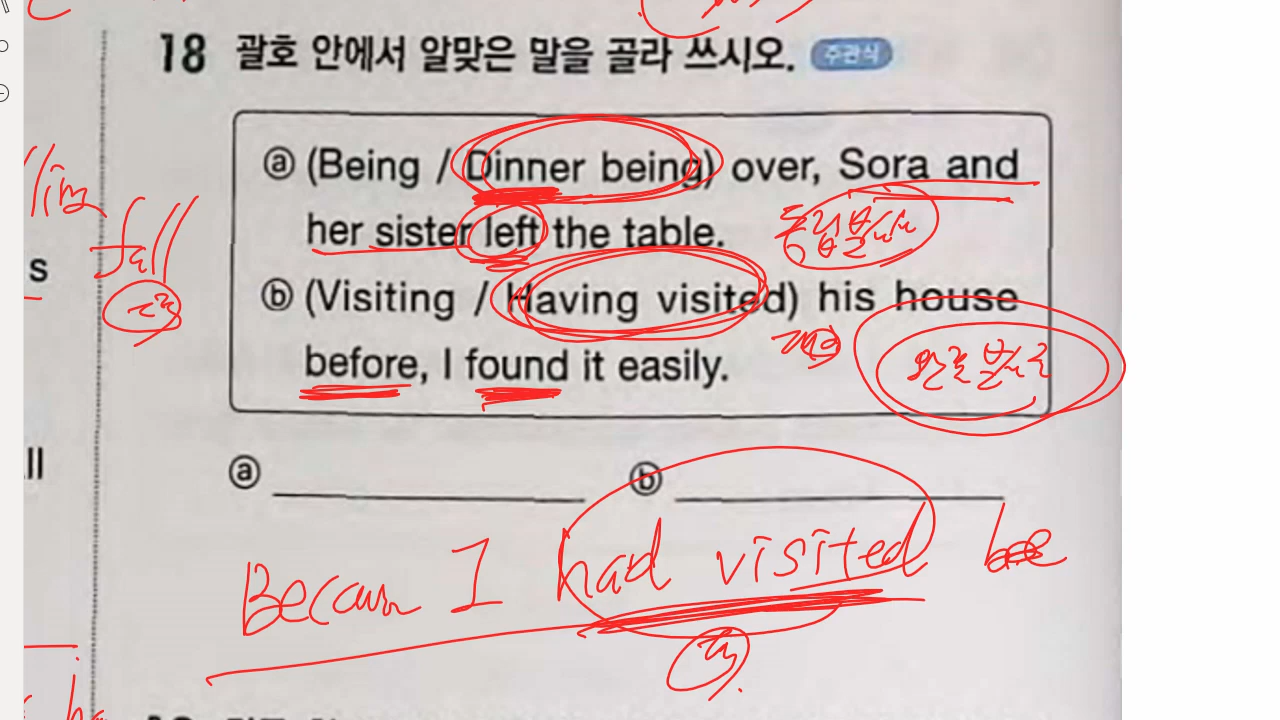 18 괄호 안에서 알맞은 말을 골라 쓰시오. 주관식
ⓐ (Being / Dinner being) over, Sora and
her sister left the table.
독립분사
ⓑ (Visiting / Having visited) his house
before, I found it easily.
완료분사
s
fall
ll
ⓐ
ⓑ
I had visited